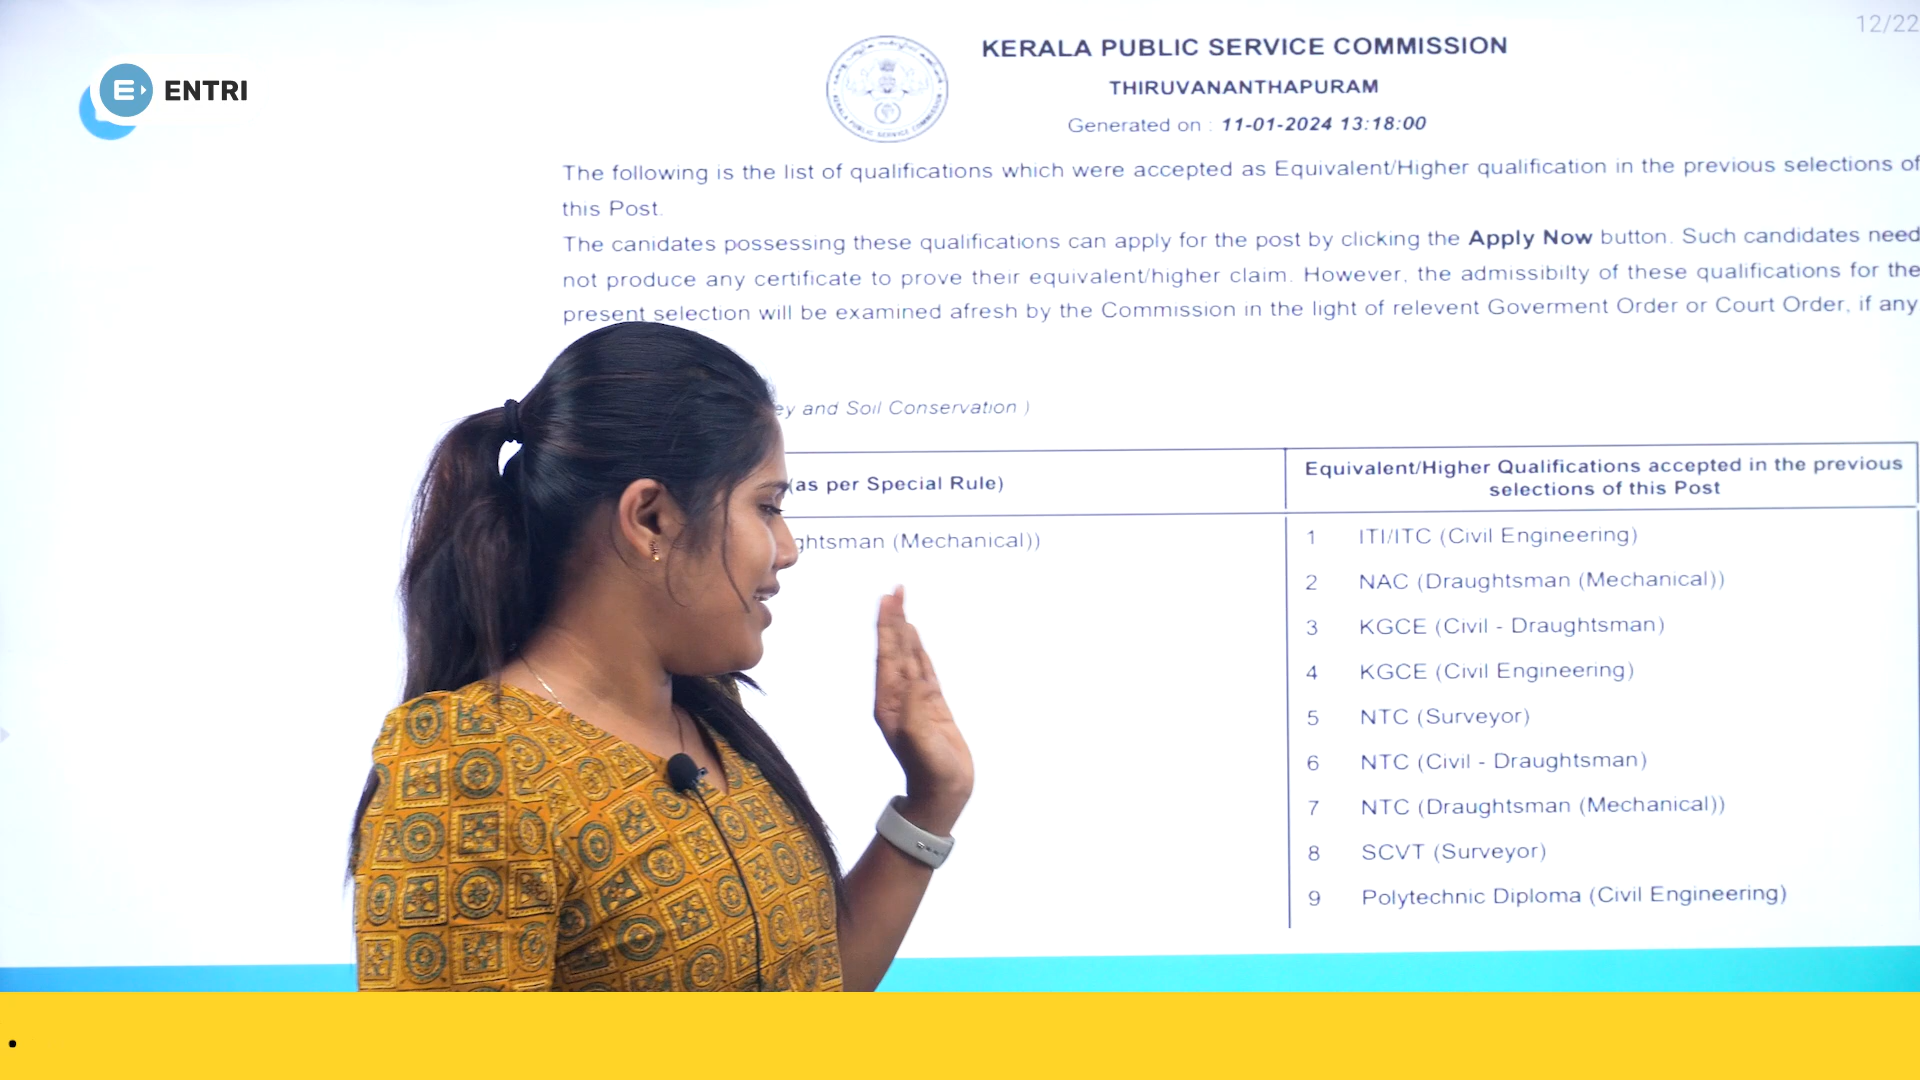 12/22
KERALA PUBLIC SERVICE COMMISSION
ENTRI
THIRUVANANTHAPURAM
Generated on : 11-01-2024 13:18:00
The following is the list of qualifications which were accepted as Equivalent/Higher qualification in the previous selections of
this Post.
The canidates possessing these qualifications can apply for the post by clicking the Apply Now button. Such candidates need
not produce any certificate to prove their equivalent/higher claim. However, the admissibilty of these qualifications for the
present selection will be examined afresh by the Commission in the light of relevent Goverment Order or Court Order, if any
and Soil Conservation )
(as per Special Rule)
Equivalent/Higher Qualifications accepted in the previous
selections of this Post
(Mechanical))
1 ITI/ITC (Civil Engineering)
2 NAC (Draughtsman (Mechanical))
3 KGCE (Civil - Draughtsman)
4 KGCE (Civil Engineering)
5 NTC (Surveyor)
6 NTC (Civil - Draughtsman)
7 NTC (Draughtsman (Mechanical))
8 SCVT (Surveyor)
9 Polytechnic Diploma (Civil Engineering)